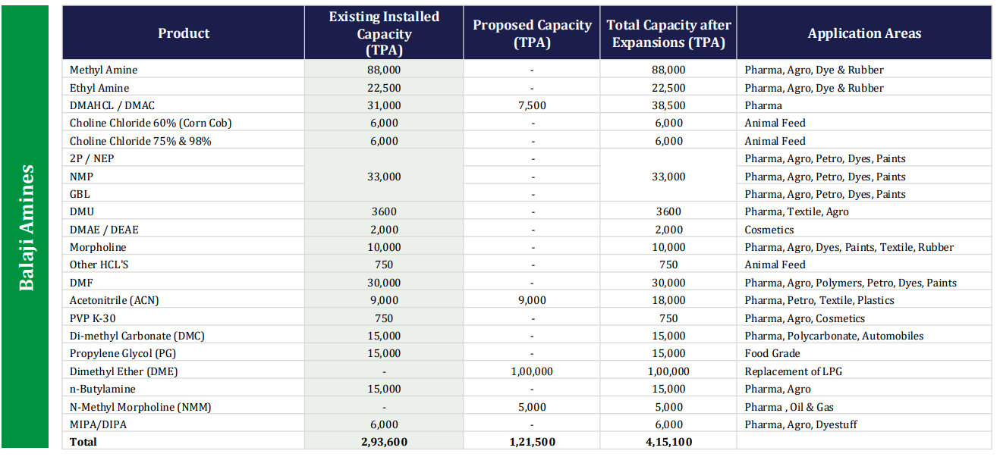 Balaji Amines
Product Existing Installed Capacity (TPA) Proposed Capacity (TPA) Total Capacity after Expansions (TPA) Application Areas
Methyl Amine 88,000 - 88,000 Pharma, Agro, Dye & Rubber
Ethyl Amine 22,500 - 22,500 Pharma, Agro, Dye & Rubber
DMAHCL / DMAC 31,000 7,500 38,500 Pharma
Choline Chloride 60% (Corn Cob) 6,000 - 6,000 Animal Feed
Choline Chloride 75% & 98% 6,000 - 6,000 Animal Feed
2P / NEP - Pharma, Agro, Petro, Dyes, Paints
NMP 33,000 - 33,000 Pharma, Agro, Petro, Dyes, Paints
GBL - Pharma, Agro, Petro, Dyes, Paints
DMU 3600 - 3600 Pharma, Textile, Agro
DMAE / DEAE 2,000 - 2,000 Cosmetics
Morpholine 10,000 - 10,000 Pharma, Agro, Dyes, Paints, Textile, Rubber
Other HCL'S 750 - 750 Animal Feed
DMF 30,000 - 30,000 Pharma, Agro, Polymers, Petro, Dyes, Paints
Acetonitrile (ACN) 9,000 9,000 18,000 Pharma, Petro, Textile, Plastics
PVP K-30 750 - 750 Pharma, Agro, Cosmetics
Di-methyl Carbonate (DMC) 15,000 - 15,000 Pharma, Polycarbonate, Automobiles
Propylene Glycol (PG) 15,000 - 15,000 Food Grade
Dimethyl Ether (DME) - 1,00,000 1,00,000 Replacement of LPG
n-Butylamine 15,000 - 15,000 Pharma, Agro
N-Methyl Morpholine (NMM) - 5,000 5,000 Pharma , Oil & Gas
MIPA/DIPA 6,000 - 6,000 Pharma, Agro, Dyestuff
Total 2,93,600 1,21,500 4,15,100